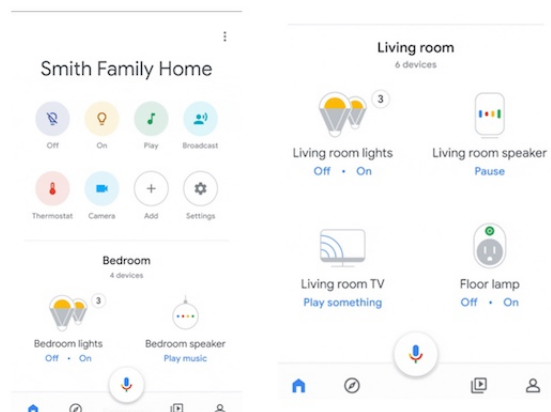 Smith Family Home
Off On Play Broadcast
Thermostat Camera Add Settings
Bedroom
4 devices
3
Bedroom lights Bedroom speaker
Off • On Play music
Living room
6 devices
3
Living room lights Living room speaker
Off • On Pause
Living room TV Floor lamp
Play something Off • On